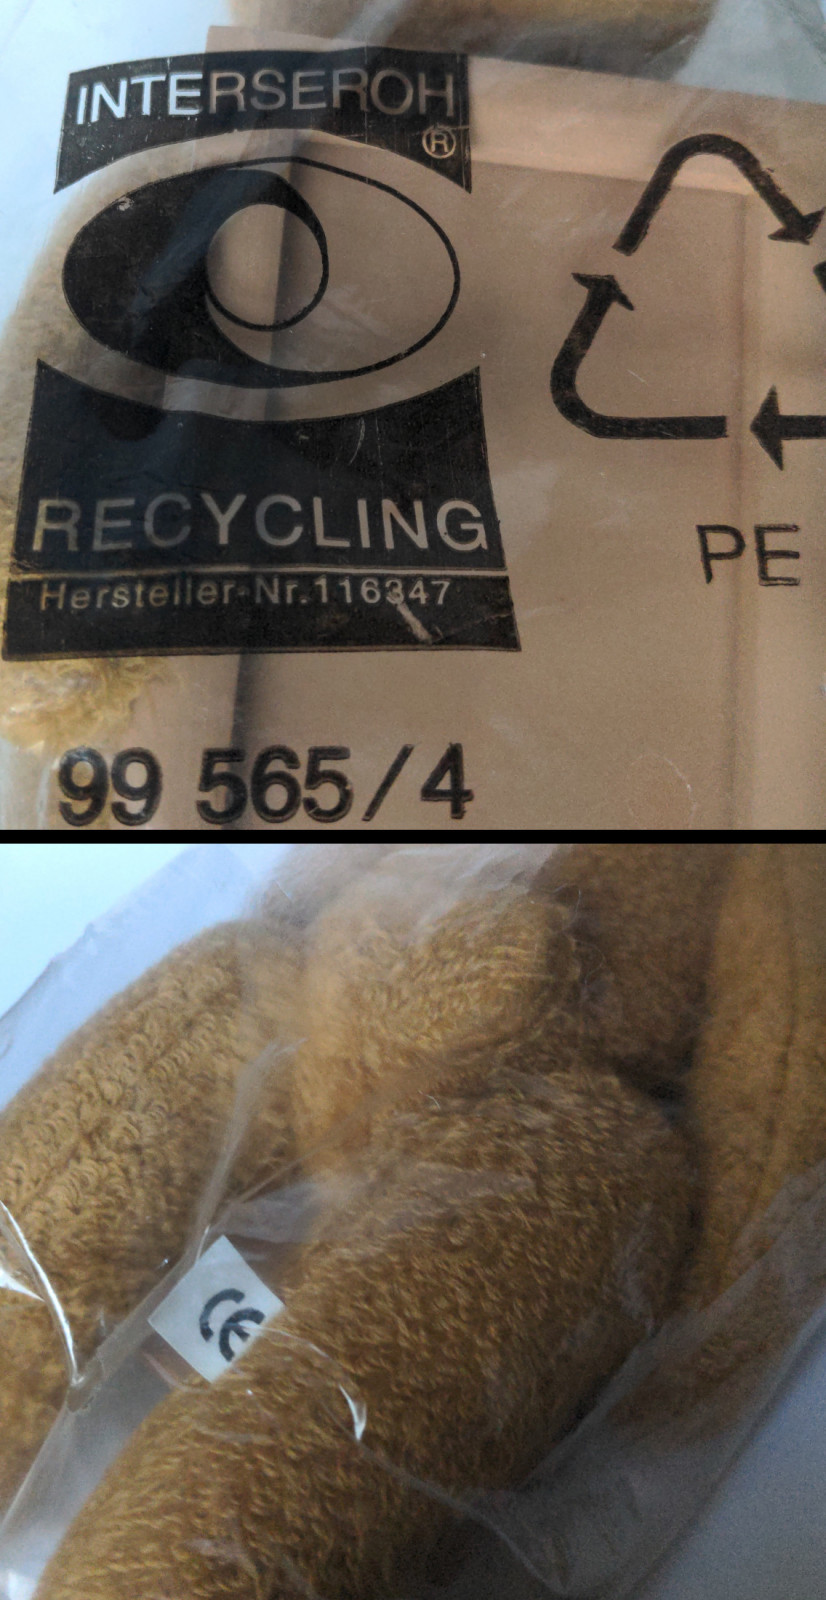 INTERSEROH
®
RECYCLING
Hersteller-Nr.116347
PE
99 565/4
CE